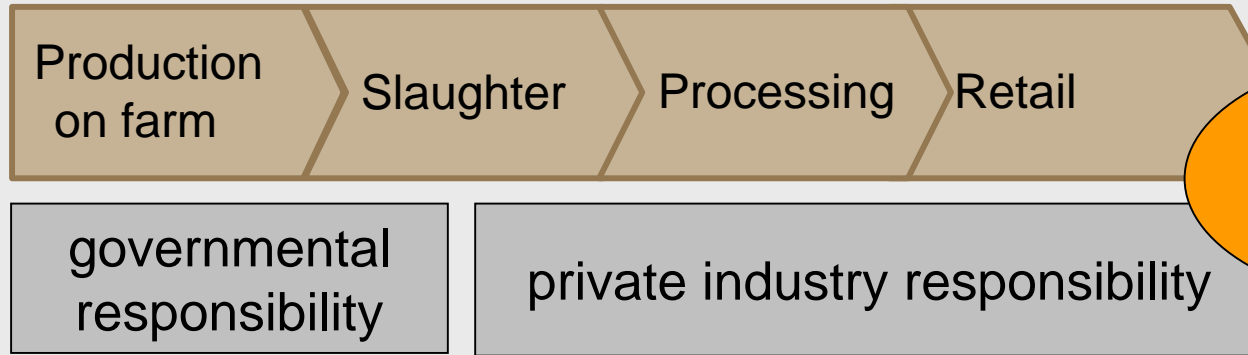 Production
on farm
Slaughter
Processing
Retail
governmental
responsibility
private industry responsibility